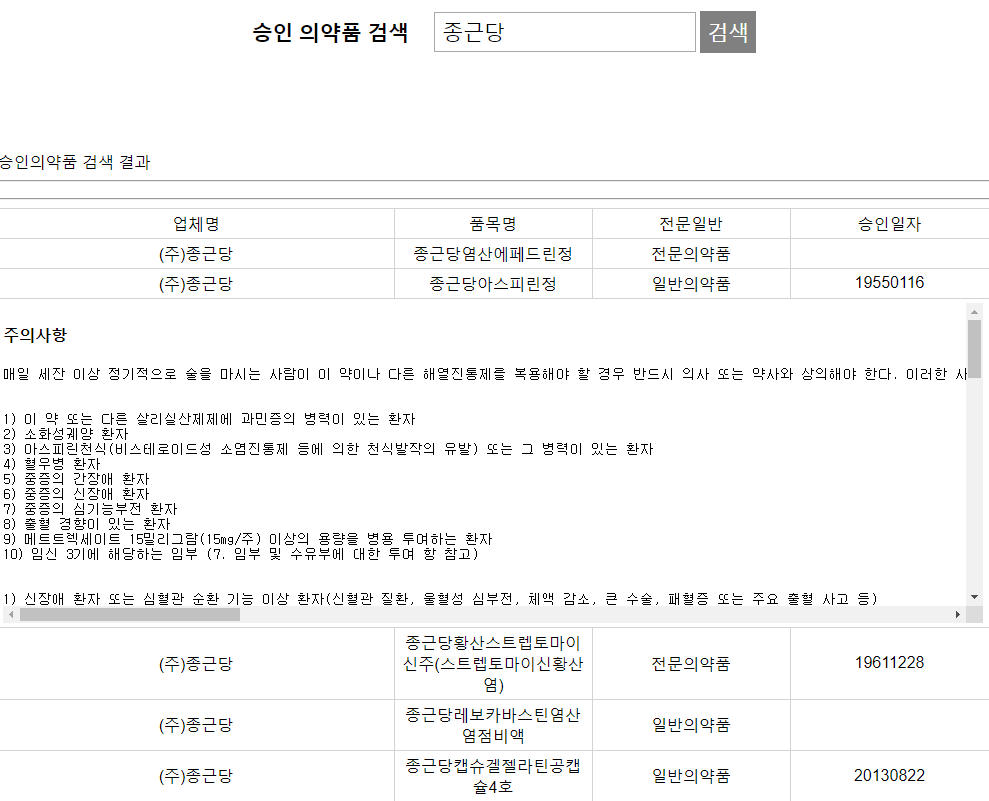 승인 의약품 검색 종근당 검색
승인의약품 검색 결과
업체명 품목명 전문일반 승인일자
(주)종근당 종근당염산에페드린정 전문의약품
(주)종근당 종근당아스피린정 일반의약품 19550116
주의사항
매일 세잔 이상 정기적으로 술을 마시는 사람이 이 약이나 다른 해열진통제를 복용해야 할 경우 반드시 의사 또는 약사와 상의해야 한다. 이러한 사
1) 이 약 또는 다른 살리실산제제에 과민증의 병력이 있는 환자
2) 소화성궤양 환자
3) 아스피린천식(비스테로이드성 소염진통제 등에 의한 천식발작의 유발) 또는 그 병력이 있는 환자
4) 혈우병 환자
5) 중증의 간장애 환자
6) 중증의 신장애 환자
7) 중증의 심기능부전 환자
8) 출혈 경향이 있는 환자
9) 메토트렉세이트 15밀리그람(15mg/주) 이상의 용량을 병용 투여하는 환자
10) 임신 3기에 해당하는 임부 (7. 임부 및 수유부에 대한 투여 항 참고)
1) 신장애 환자 또는 심혈관 순환 기능 이상 환자(신혈관 질환, 울혈성 심부전, 체액 감소, 큰 수술, 패혈증 또는 주요 출혈 사고 등)
(주)종근당 종근당황산스트렙토마이
신주(스트렙토마이신황산
염) 전문의약품 19611228
(주)종근당 종근당레보카바스틴염산
염점비액 일반의약품
(주)종근당 종근당캡슈겔젤라틴공캡
슐4호 일반의약품 20130822